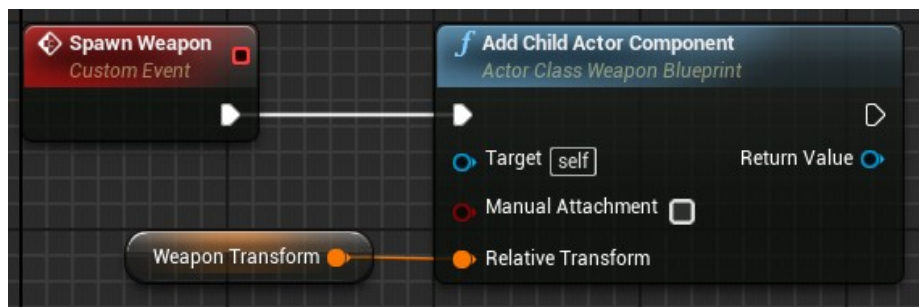 Spawn Weapon
Custom Event
f Add Child Actor Component
Actor Class Weapon Blueprint
Target self
Return Value
Manual Attachment
Weapon Transform
Relative Transform